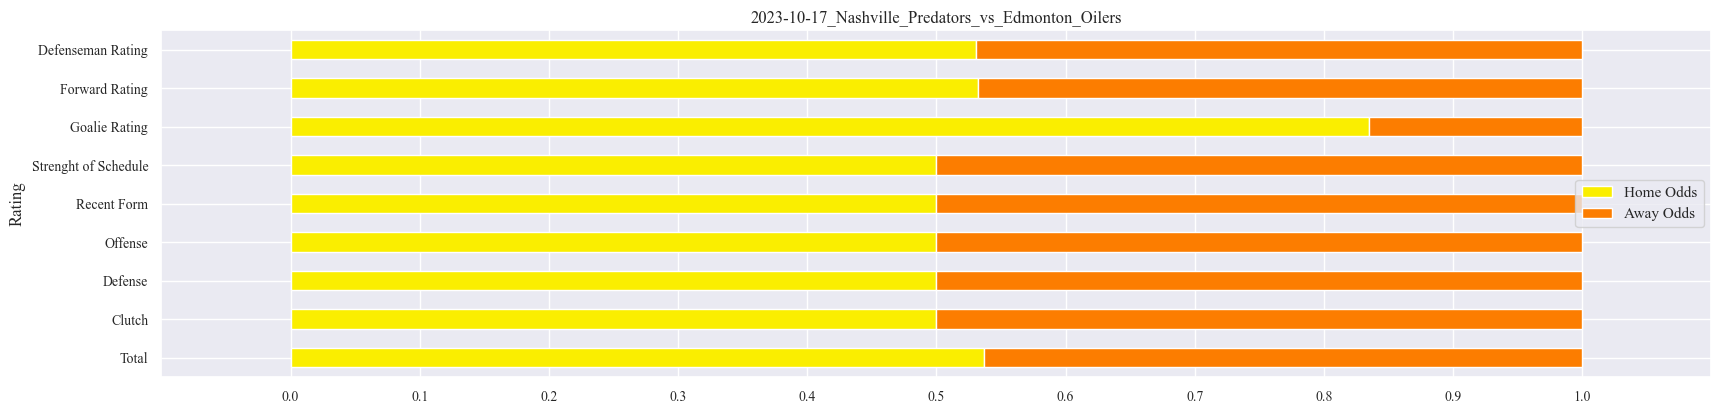 2023-10-17_Nashville_Predators_vs_Edmonton_Oilers
Rating
Defenseman Rating
Forward Rating
Goalie Rating
Strenght of Schedule
Recent Form
Offense
Defense
Clutch
Total
Home Odds
Away Odds
0.0 0.1 0.2 0.3 0.4 0.5 0.6 0.7 0.8 0.9 1.0